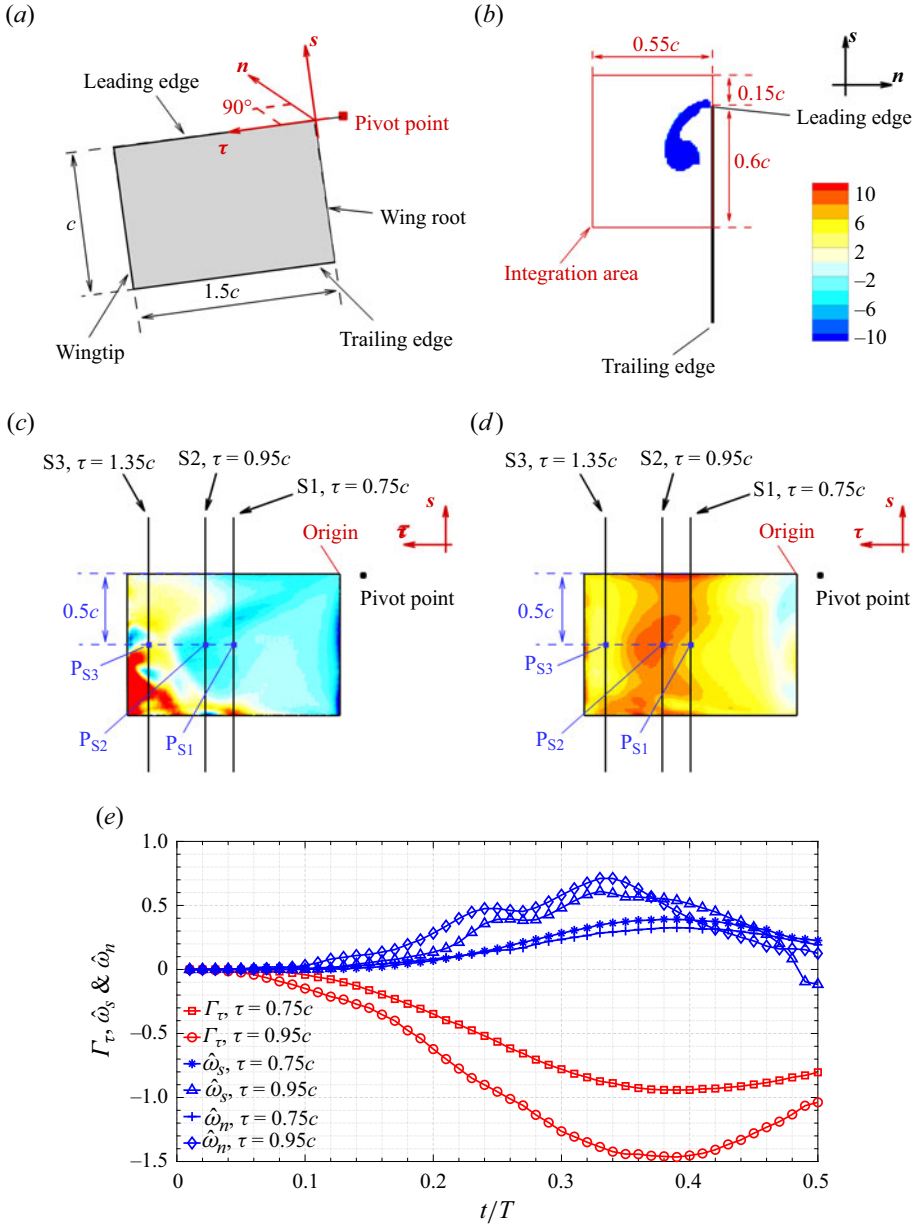 (a)
s
n
Leading edge
90°
Pivot point
τ
c
Wing root
1.5c
Wingtip
Trailing edge
(b)
0.55c
s
n
0.15c
Leading edge
0.6c
Integration area
Trailing edge
10
6
2
–2
–6
–10
(c)
S3, τ = 1.35c
S2, τ = 0.95c
S1, τ = 0.75c
s
τ
Origin
Pivot point
0.5c
PS3
PS2
PS1
(d)
S3, τ = 1.35c
S2, τ = 0.95c
S1, τ = 0.75c
s
τ
Origin
Pivot point
0.5c
PS3
PS2
PS1
(e)
1.0
0.5
0
–0.5
–1.0
–1.5
Γτ, ω̂s & ω̂n
Γτ, τ = 0.75c
Γτ, τ = 0.95c
ω̂s, τ = 0.75c
ω̂s, τ = 0.95c
ω̂n, τ = 0.75c
ω̂n, τ = 0.95c
0 0.1 0.2 0.3 0.4 0.5
t/T